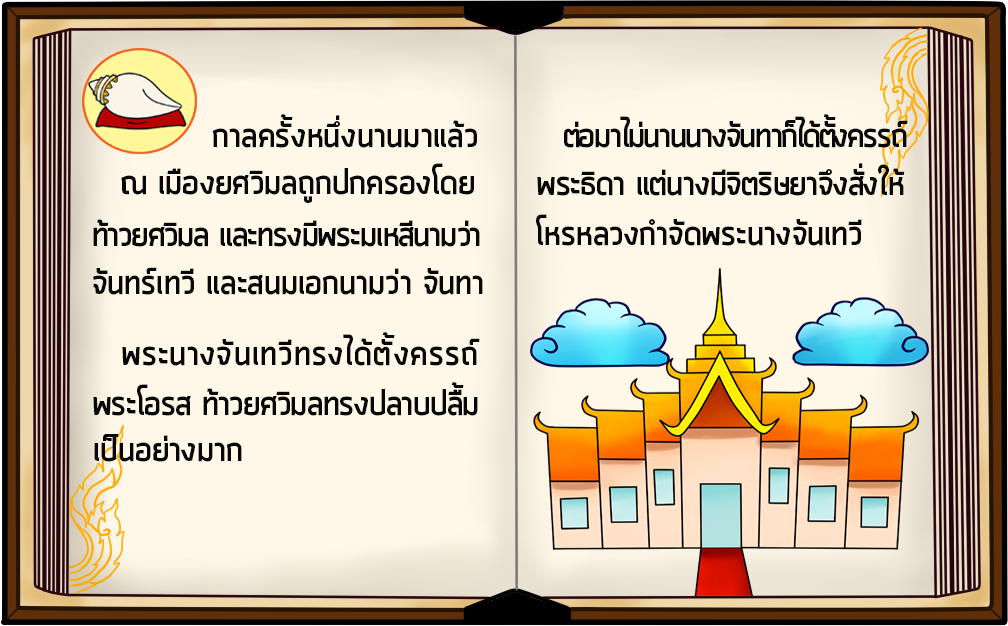 กาลครั้งหนึ่งนานมาแล้ว
ณ เมืองยศวิมลถูกปกครองโดย
ท้าวยศวิมล และทรงมีพระมเหสีนามว่า
จันทร์เทวี และสนมเอกนามว่า จันทา
พระนางจันเทวีทรงได้ตั้งครรถ์
พระโอรส ท้าวยศวิมลทรงปลาบปลื้ม
เป็นอย่างมาก
ต่อมาไม่นานนางจันทาก็ได้ตั้งครรถ์
พระธิดา แต่นางมีจิตริษยาจึงสั่งให้
โหรหลวงกำจัดพระนางจันเทวี